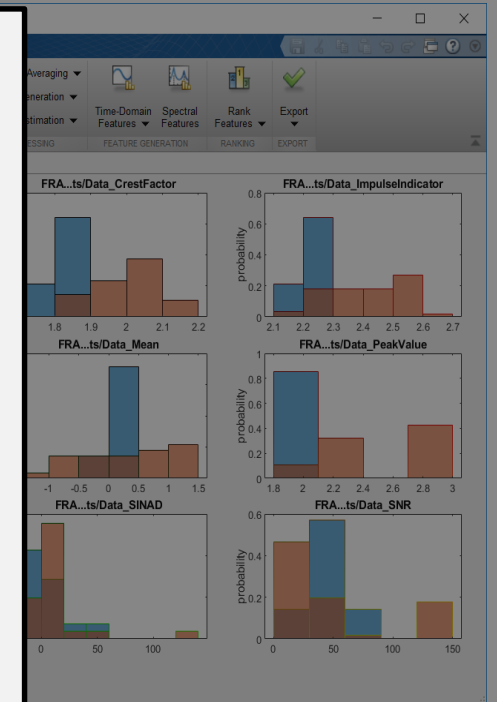 Averaging
eneration
stimation
Time-Domain Features
Spectral Features
Rank Features
Export
ESSING
FEATURE GENERATION
RANKING
EXPORT
FRA...ts/Data_CrestFactor
1.8 1.9 2 2.1 2.2
FRA...ts/Data_ImpulseIndicator
probability
0.8
0.6
0.4
0.2
0
2.1 2.2 2.3 2.4 2.5 2.6 2.7
FRA...ts/Data_Mean
-1 -0.5 0 0.5 1 1.5
FRA...ts/Data_PeakValue
probability
1
0.8
0.6
0.4
0.2
0
1.8 2 2.2 2.4 2.6 2.8 3
FRA...ts/Data_SINAD
0 50 100
FRA...ts/Data_SNR
probability
0.6
0.4
0.2
0
0 50 100 150